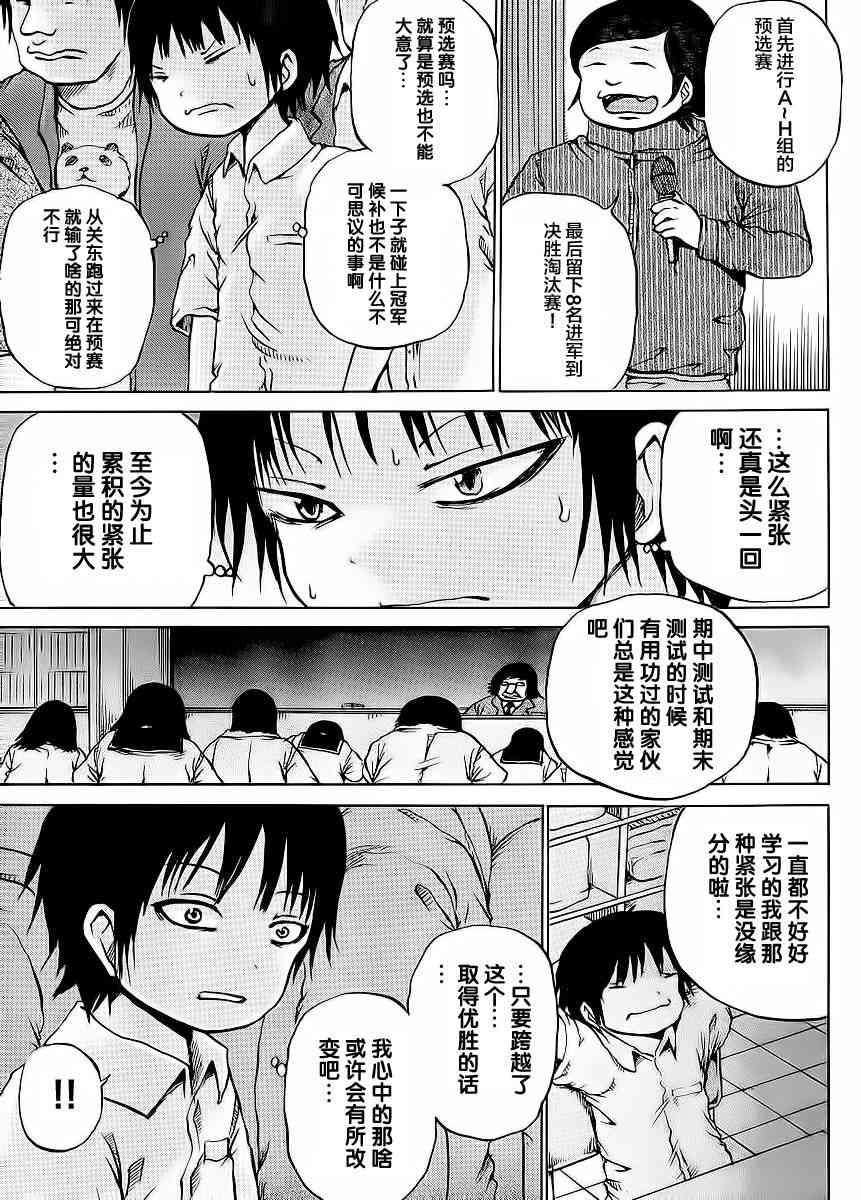 首先进行A~H组的
预选赛
最后留下8名进军到
决胜淘汰赛！
预选赛吗…
就算是预选也不能
大意了…
一下子就碰上冠军
候补也不是什么不
可思议的事啊
从关东跑过来在预赛
就输了啥的那可绝对
不行
…这么紧张
还真是头一回
啊…
至今为止
累积的紧张
的量也很大
…
期中测试和期末
测试的时候
有用功过的家伙
们总是这种感觉
吧
一直都不好好
学习的我跟那
种紧张是没缘
分的啦…
…只要跨越了
这个…
取得优胜的话
…
我心中的那啥
或许会有所改
变吧…
!!